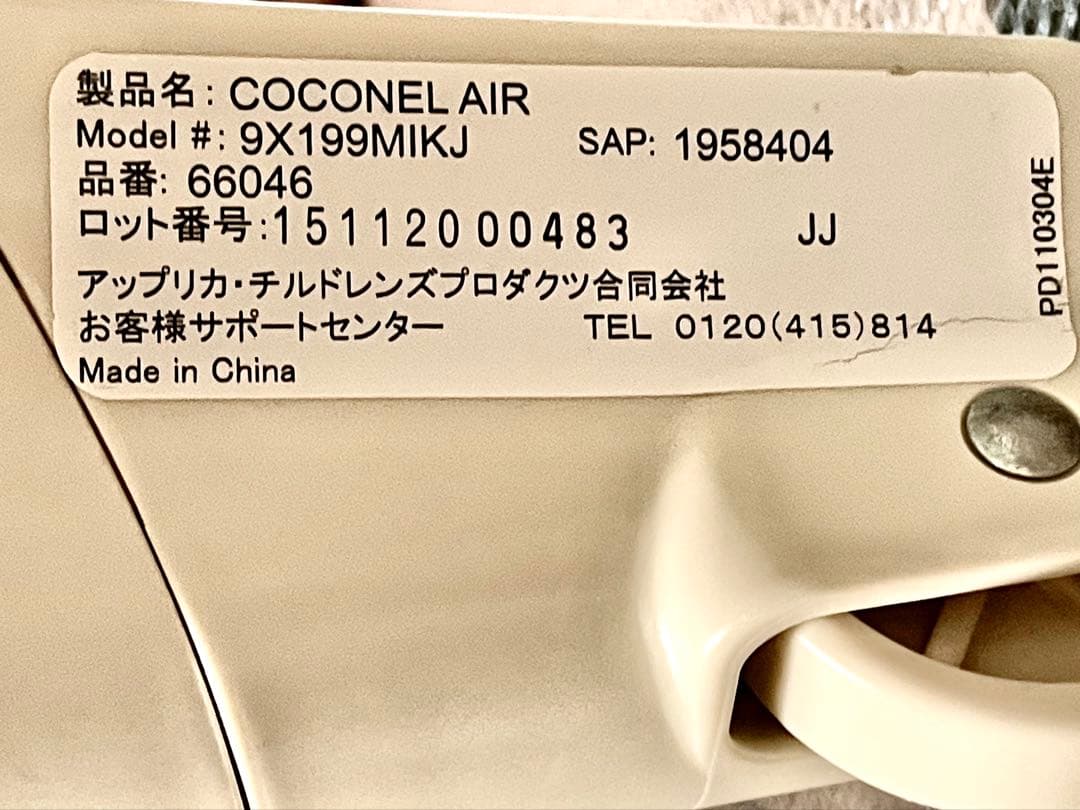 製品名: COCONEL AIR
Model #: 9X199MIKJ SAP: 1958404
品番: 66046
ロット番号:15112000483 JJ
アップリカ・チルドレンズプロダクツ合同会社
お客様サポートセンター TEL 0120(415)814
Made in China
PD110304E